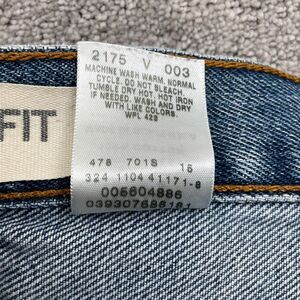 2175 V 003
MACHINE WASH WARM, NORMAL
CYCLE. DO NOT BLEACH.
TUMBLE DRY HOT. HOT IRON
IF NEEDED. WASH AND DRY
WITH LIKE COLORS.
WPL 423
FIT
478 701S 15
324 1104 41171-8
005604886
039307686181